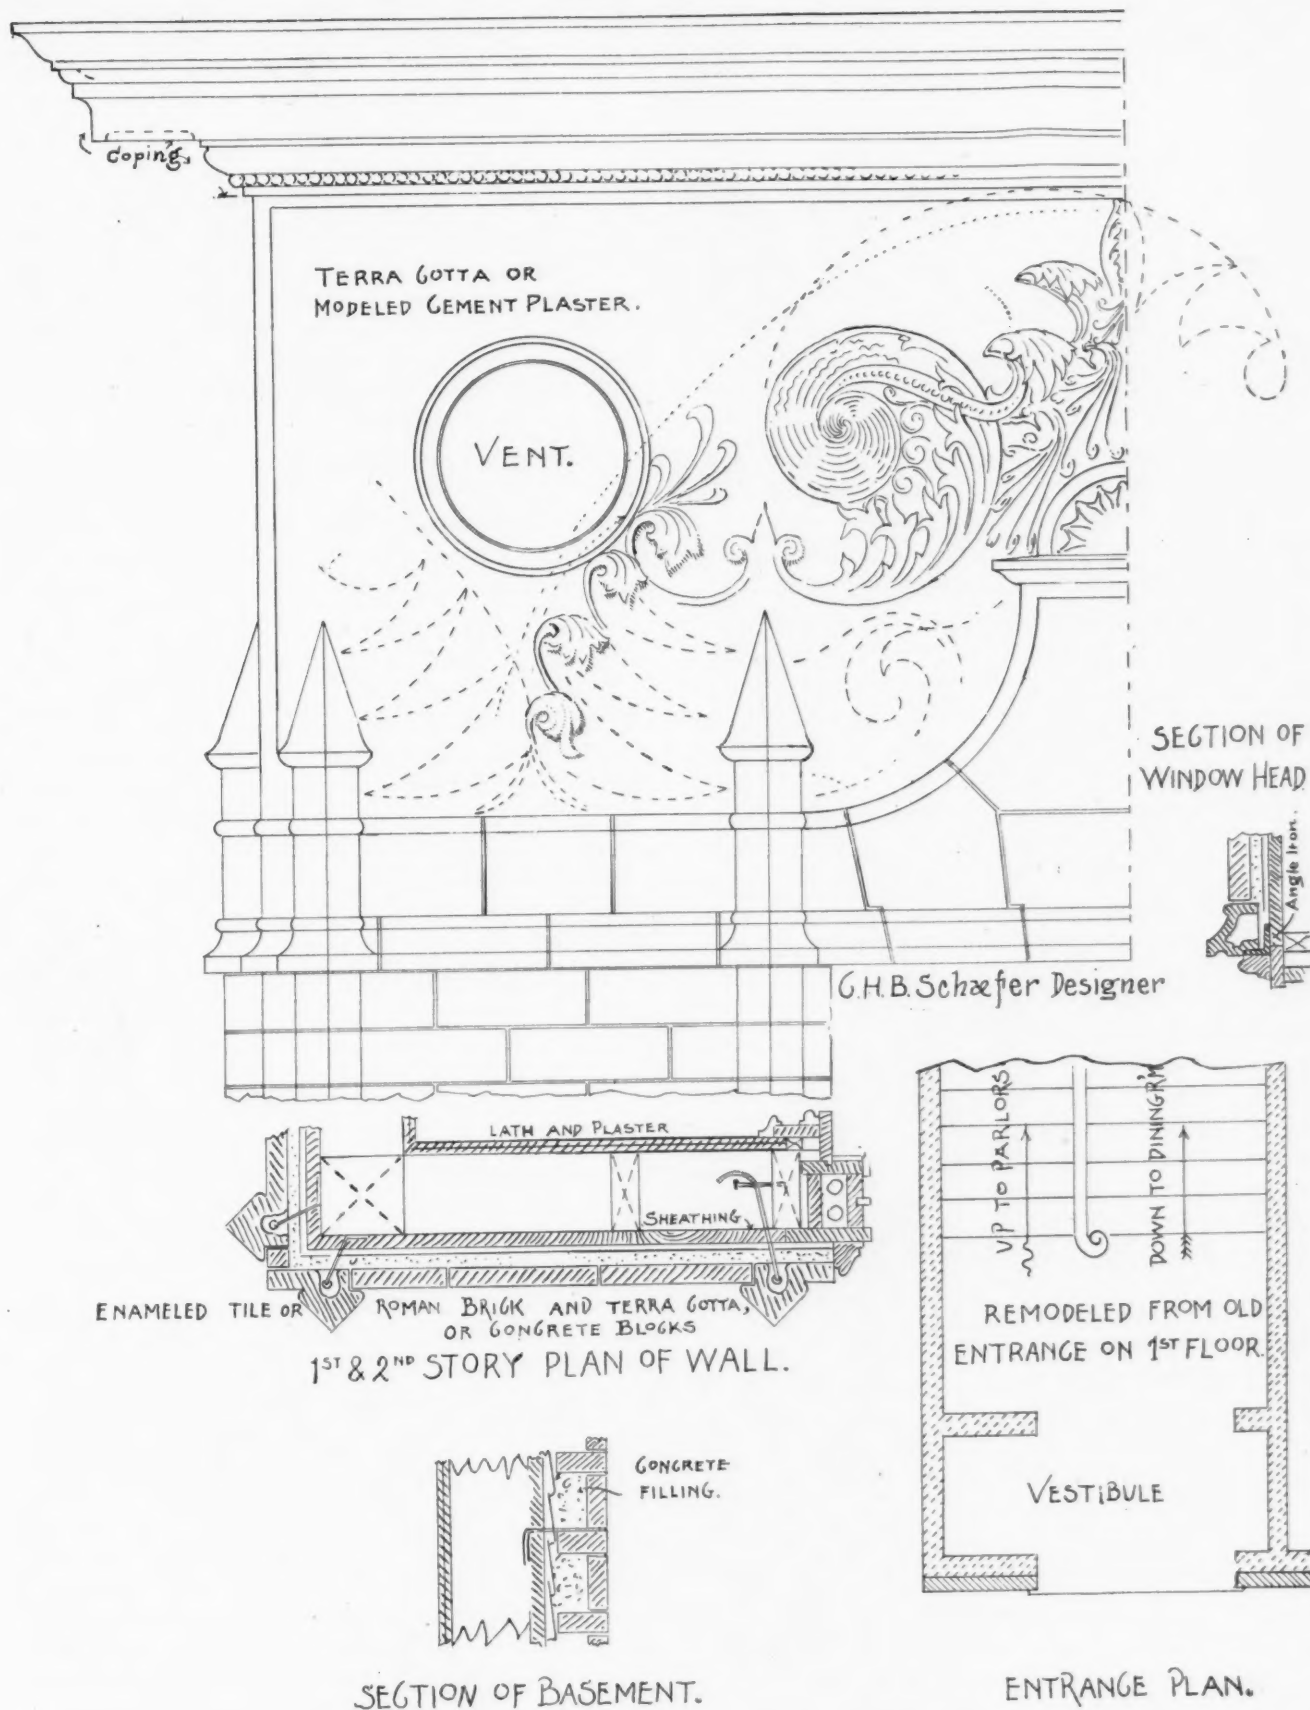 Coping.
TERRA COTTA OR
MODELED CEMENT PLASTER.
VENT.
SECTION OF
WINDOW HEAD
Angle Iron.
C.H.B. Schæfer Designer
LATH AND PLASTER
SHEATHING
ENAMELED TILE OR ROMAN BRICK AND TERRA COTTA,
OR CONCRETE BLOCKS
1ST & 2ND STORY PLAN OF WALL.
UP TO PARLORS
DOWN TO DINING R'M
REMODELED FROM OLD
ENTRANCE ON 1ST FLOOR.
CONCRETE
FILLING.
VESTIBULE
SECTION OF BASEMENT.
ENTRANCE PLAN.